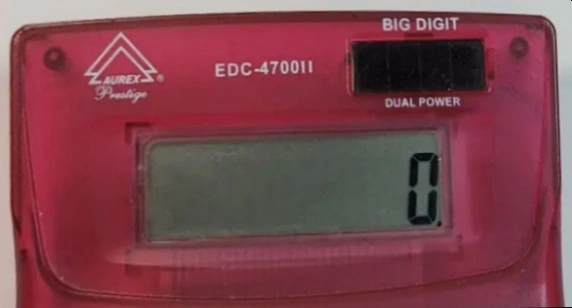 BIG DIGIT
AUREX®
Prestige
EDC-4700II
DUAL POWER
0.